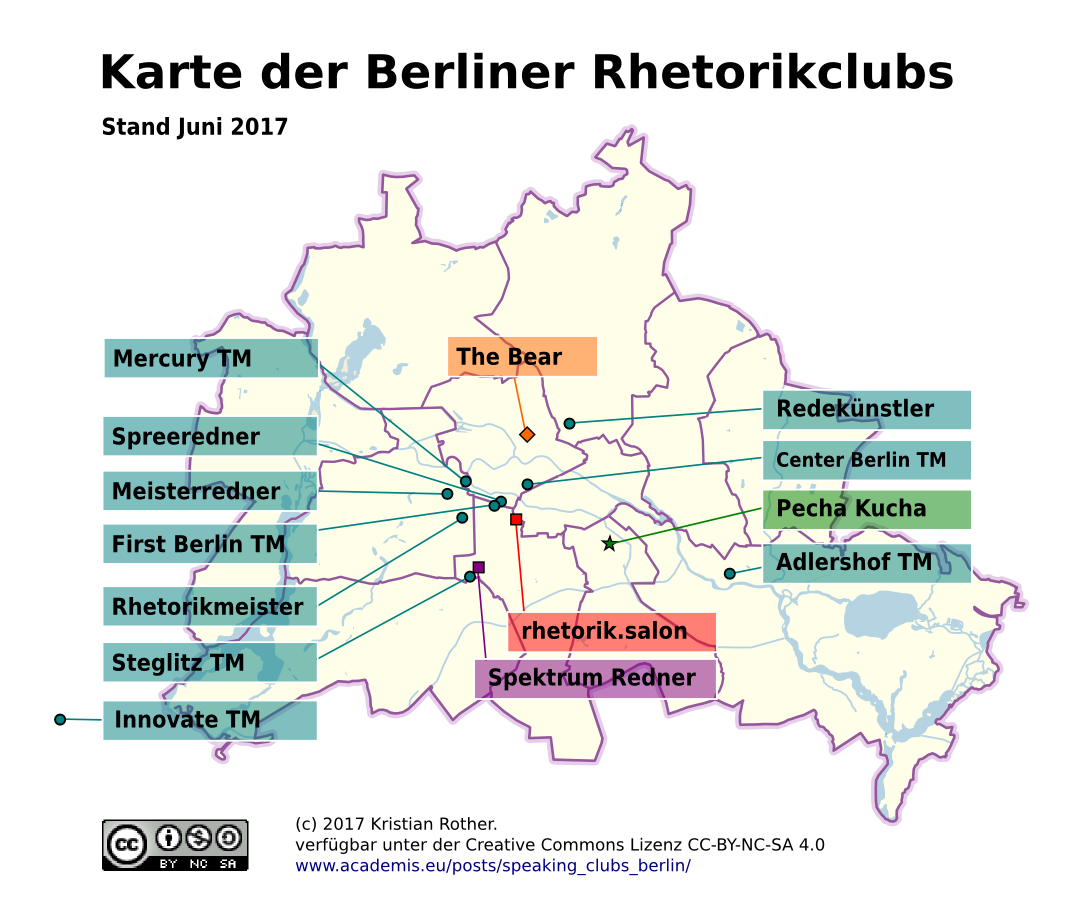 Karte der Berliner Rhetorikclubs
Stand Juni 2017
Mercury TM
The Bear
Redekünstler
Spreeredner
Center Berlin TM
Meisterredner
Pecha Kucha
First Berlin TM
Adlershof TM
Rhetorikmeister
rhetorik.salon
Steglitz TM
Spektrum Redner
Innovate TM
cc
BY NC SA
(c) 2017 Kristian Rother.
verfügbar unter der Creative Commons Lizenz CC-BY-NC-SA 4.0
www.academis.eu/posts/speaking_clubs_berlin/